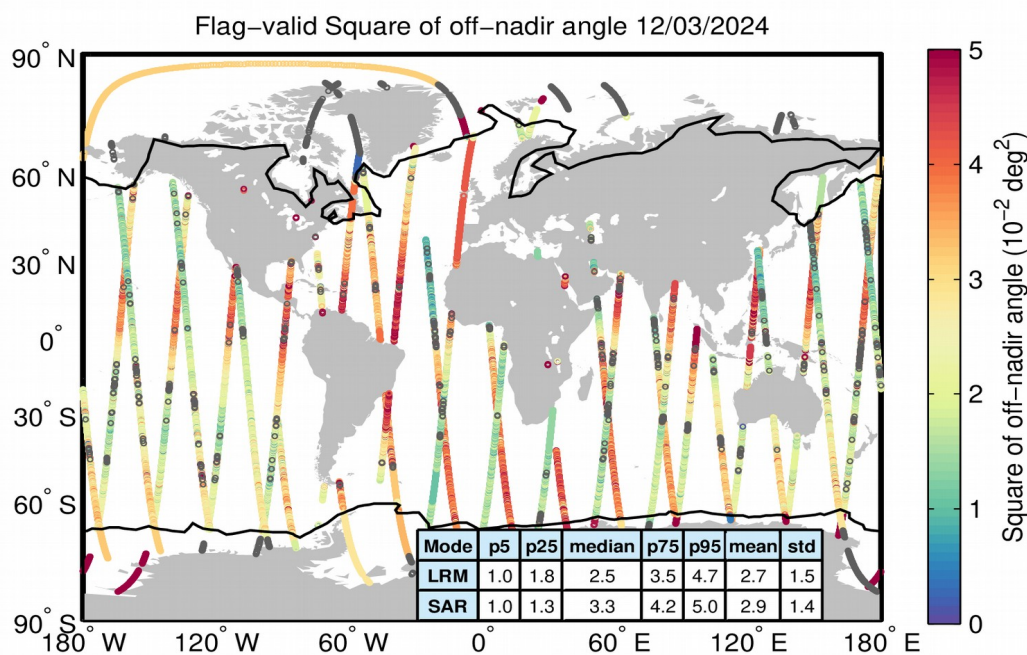 Flag−valid Square of off−nadir angle 12/03/2024
90° N
60° N
30° N
0°
30° S
60° S
90° S
180° W
120° W
60° W
0°
60° E
120° E
180° E
Mode p5 p25 median p75 p95 mean std
LRM 1.0 1.8 2.5 3.5 4.7 2.7 1.5
SAR 1.0 1.3 3.3 4.2 5.0 2.9 1.4
5
4
3
2
1
0
Square of off−nadir angle (10⁻² deg²)